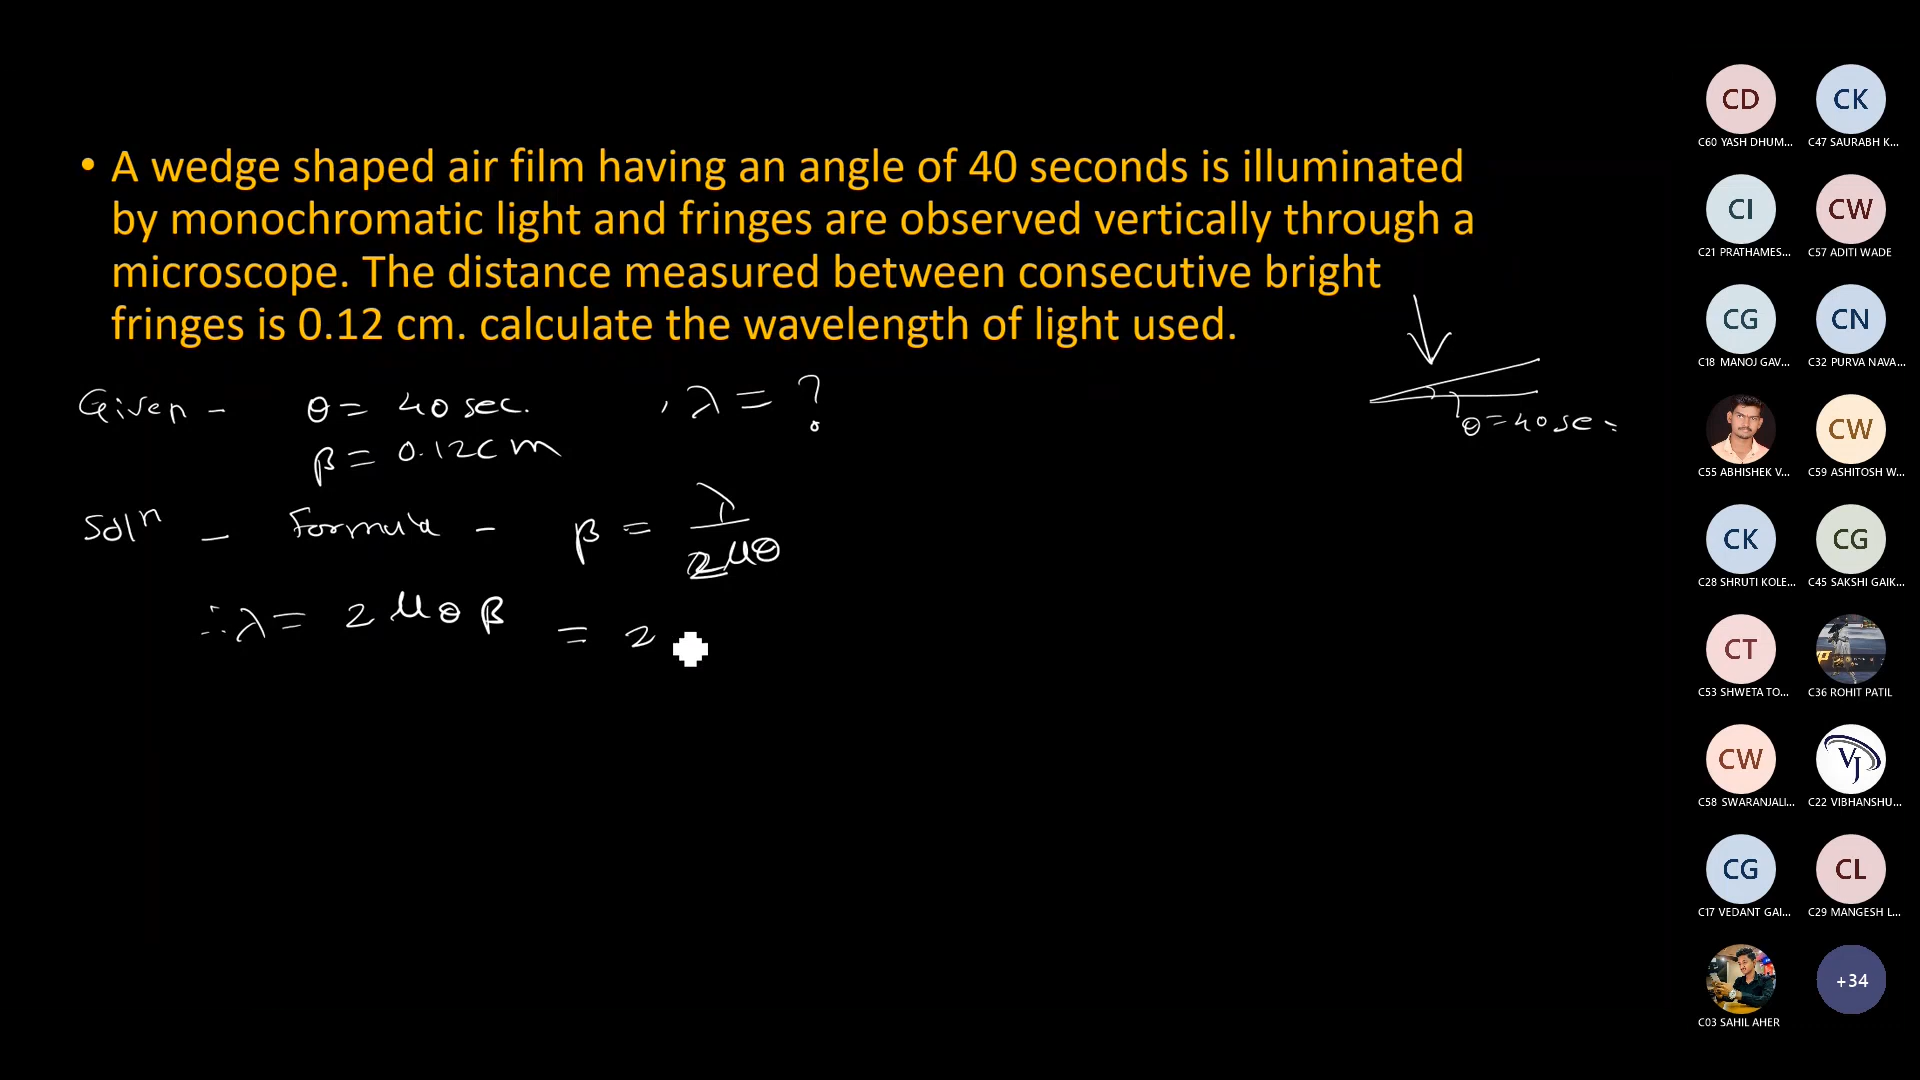 • A wedge shaped air film having an angle of 40 seconds is illuminated
by monochromatic light and fringes are observed vertically through a
microscope. The distance measured between consecutive bright
fringes is 0.12 cm. calculate the wavelength of light used.
Given - θ = 40 sec. , λ = ?
β = 0.12 cm
θ = 40 se
Solⁿ - Formula - β = λ / 2μθ
∴ λ = 2 μ θ β = 2
CD CK
C60 YASH DHUM... C47 SAURABH K...
CI CW
C21 PRATHAMES... C57 ADITI WADE
CG CN
C18 MANOJ GAV... C32 PURVA NAVA...
CW
C55 ABHISHEK V... C59 ASHITOSH W...
CK CG
C28 SHRUTI KOLE... C45 SAKSHI GAIK...
CT
C53 SHWETA TO... C36 ROHIT PATIL
CW VJ
C58 SWARANJALI... C22 VIBHANSHU...
CG CL
C17 VEDANT GAI... C29 MANGESH L...
+34
C03 SAHIL AHER